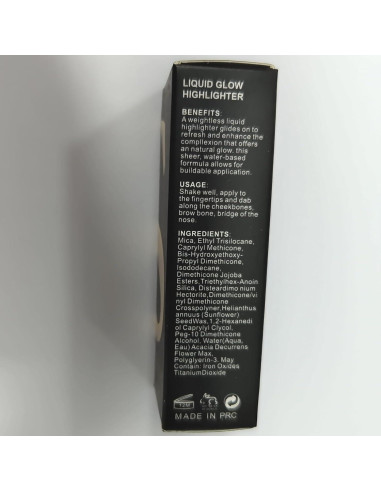 LIQUID GLOW
HIGHLIGHTER
BENEFITS:
A weightless liquid
highlighter glides on to
refresh and enhance the
complexion that offers
an natural glow, this
sheer, water-based
forrmula allows for
buildable application.
USAGE:
Shake well, apply to
the fingertips and dab
along the cheekbones,
brow bone, bridge of the
nose.
INGREDIENTS:
Mica, Ethyl Trisilocane,
Caprylyl Methicone,
Bis-Hydroxyethoxy-
Propyl Dimethicone,
Isododecane,
Dimethicone Jojoba
Esters,Triethylhex-Anoin
Silica, Disteardimo nium
Hectorite,Dimethicone/vi
nyl Dimethicone
Crosspolyner,Helianthus
annuus (Sunflower)
SeedWas,1,2-Hexanedi
ol Caprylyl Glycol.
Peg-10 Dimethicone
Alcohol, Water(Aqua,
Eau) Acacia Decurrens
Flower Max,
Polyglyerin-3, May
Contain: Iron Oxides
TitaniumDioxide
12M
MADE IN PRC